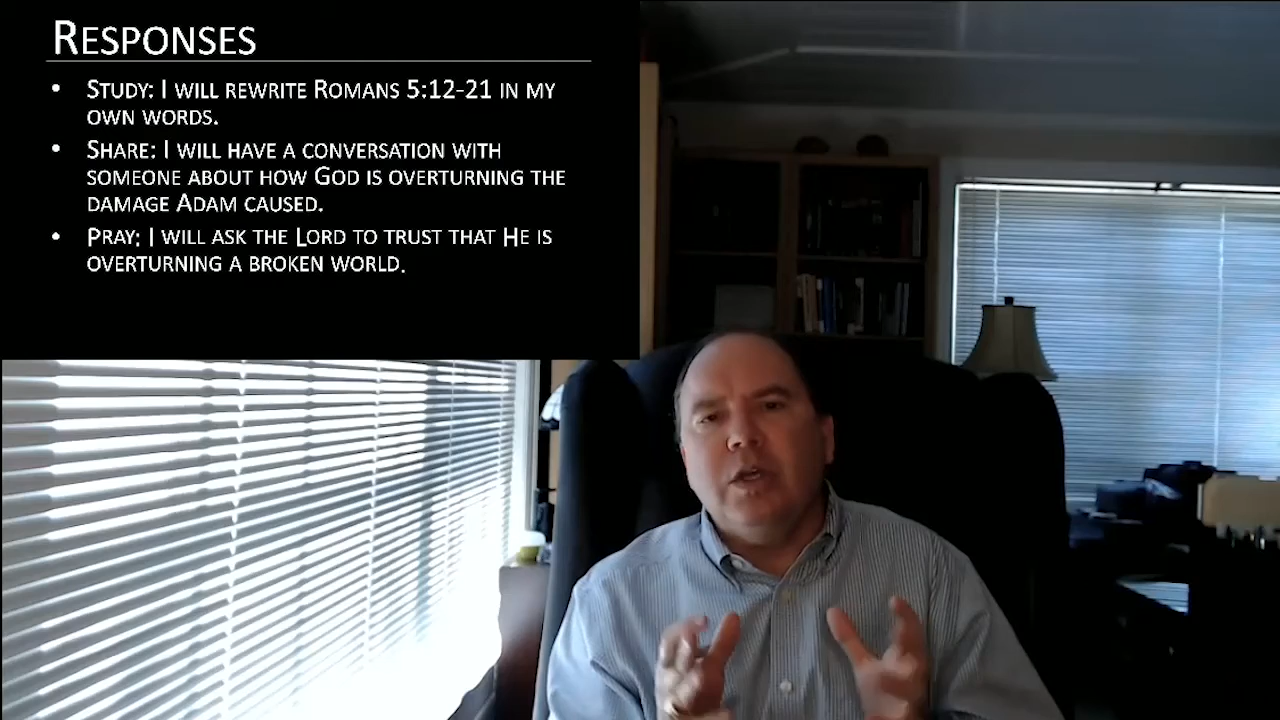 RESPONSES
• STUDY: I WILL REWRITE ROMANS 5:12-21 IN MY
OWN WORDS.
• SHARE: I WILL HAVE A CONVERSATION WITH
SOMEONE ABOUT HOW GOD IS OVERTURNING THE
DAMAGE ADAM CAUSED.
• PRAY: I WILL ASK THE LORD TO TRUST THAT HE IS
OVERTURNING A BROKEN WORLD.